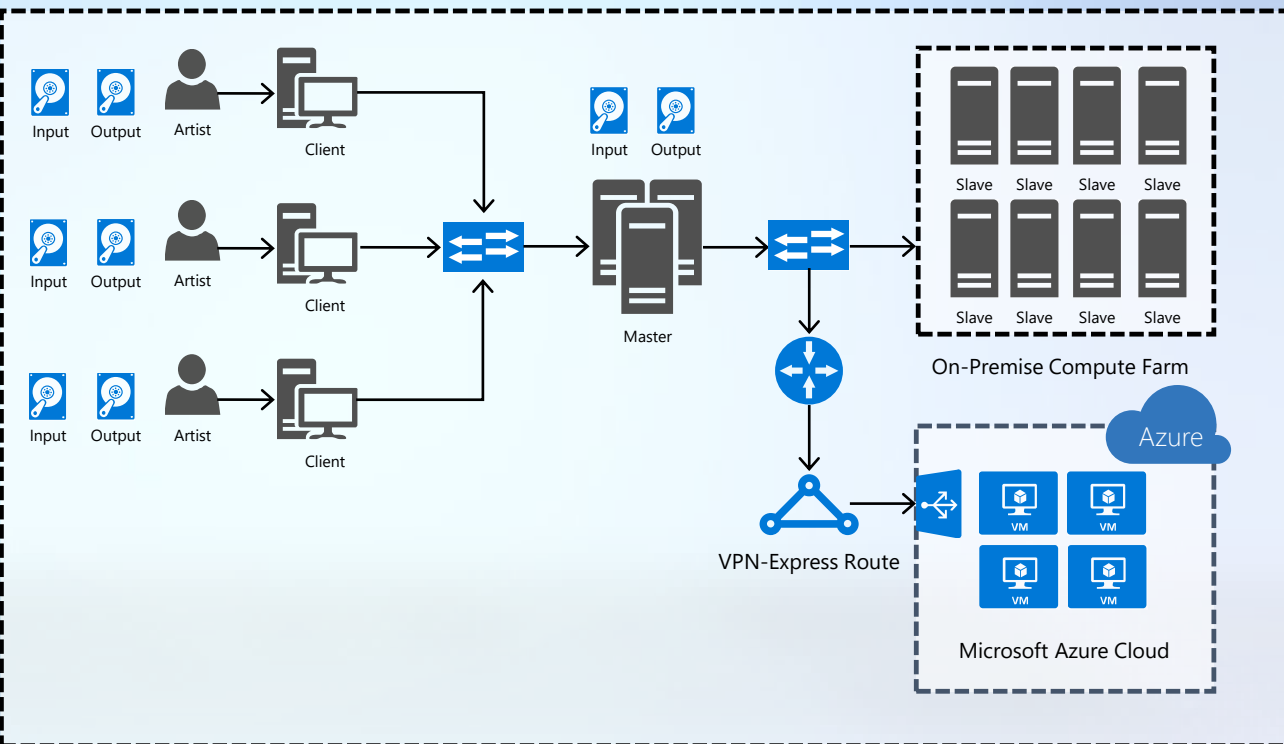 Input Output Artist
Client
Input Output
Slave Slave Slave Slave
Input Output Artist
Client
Master
Slave Slave Slave Slave
On-Premise Compute Farm
Input Output Artist
Client
Azure
VM VM
VM VM
VPN-Express Route
Microsoft Azure Cloud